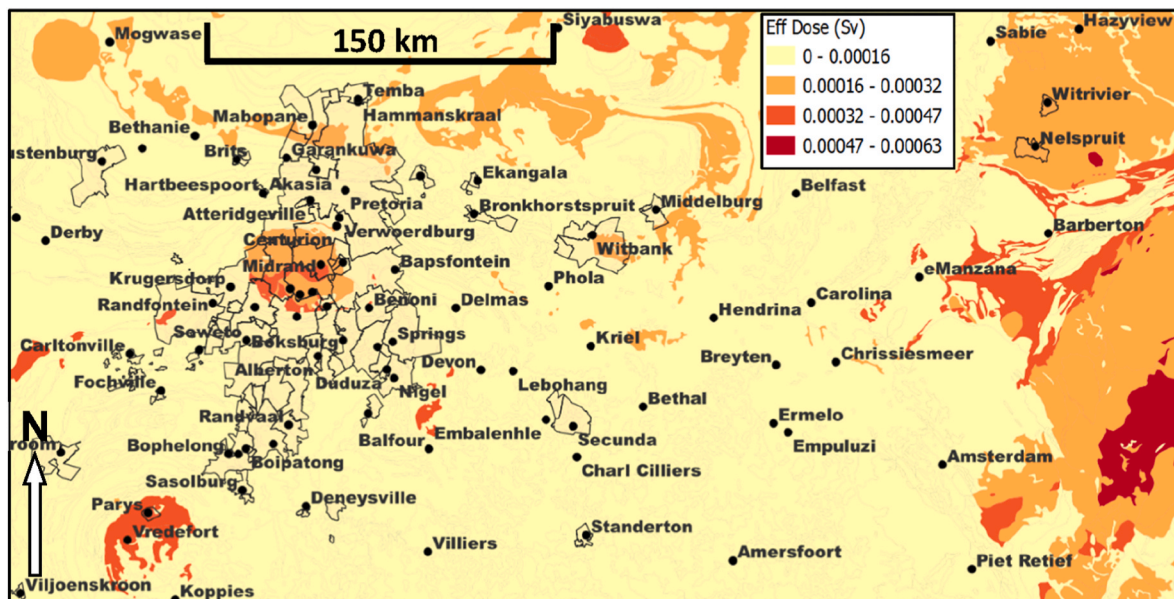 Siyabuswa
Hazyview
Mogwase
150 km
Sabie
Eff Dose (Sv)
0 - 0.00016
0.00016 - 0.00032
0.00032 - 0.00047
0.00047 - 0.00063
Temba
Witrivier
Mabopane
Hammanskraal
Bethanie
Nelspruit
ustenburg
Brits
Garankuwa
Ekangala
Hartbeespoort
Akasia
Belfast
Pretoria
Bronkhorstspruit
Middelburg
Atteridgeville
Barberton
Derby
Verwoerdburg
Centurion
Witbank
Midrand
Bapsfontein
eManzana
Krugersdorp
Phola
Randfontein
Benoni
Delmas
Carolina
Hendrina
Soweto
Boksburg
Springs
Kriel
Carltonville
Breyten
Chrissiesmeer
Alberton
Devon
Fochville
Duduza
Lebohang
Nigel
Bethal
N
Randvaal
Ermelo
room
Bophelong
Balfour
Embalenhle
Secunda
Empuluzi
Boipatong
Charl Cilliers
Amsterdam
Sasolburg
Parys
Deneysville
Vredefort
Standerton
Villiers
Amersfoort
Piet Retief
Viljoenskroon
Koppies